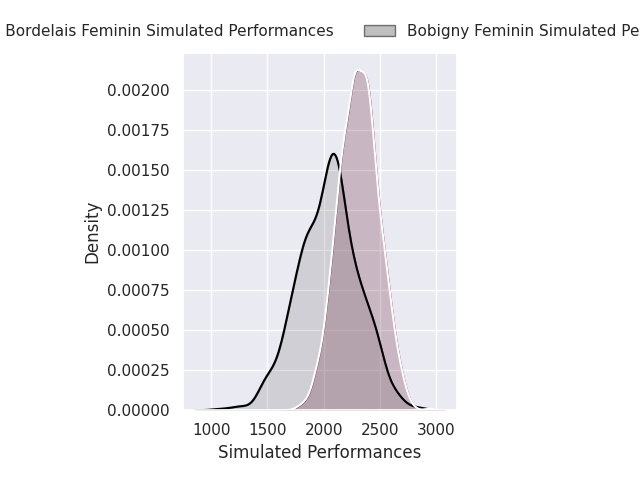 Bordelais Feminin Simulated Performances
Bobigny Feminin Simulated Pe
0.00200
0.00175
0.00150
0.00125
0.00100
0.00075
0.00050
0.00025
0.00000
Density
1000 1500 2000 2500 3000
Simulated Performances